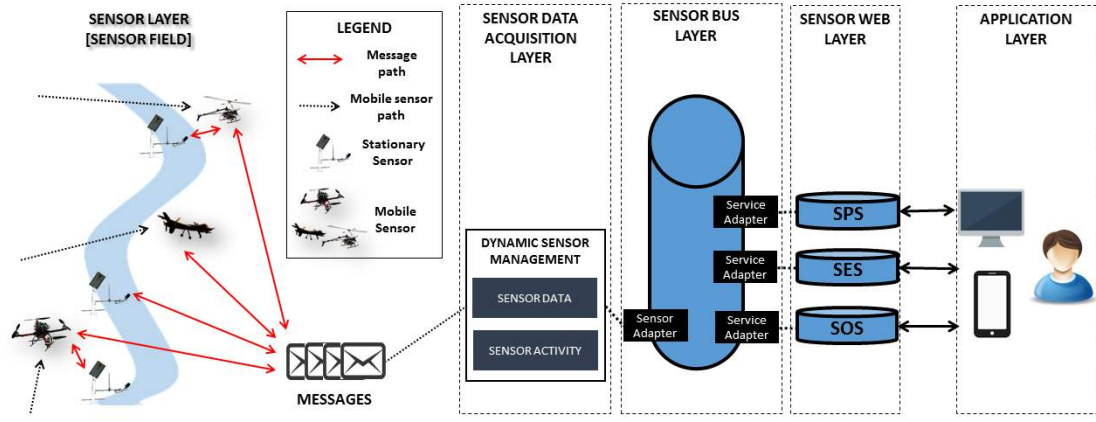 SENSOR LAYER
[SENSOR FIELD]
LEGEND
Message
path
Mobile sensor
path
Stationary
Sensor
Mobile
Sensor
MESSAGES
SENSOR DATA
ACQUISITION
LAYER
DYNAMIC SENSOR
MANAGEMENT
SENSOR DATA
SENSOR ACTIVITY
SENSOR BUS
LAYER
Sensor
Adapter
Service
Adapter
Service
Adapter
Service
Adapter
SENSOR WEB
LAYER
SPS
SES
SOS
APPLICATION
LAYER